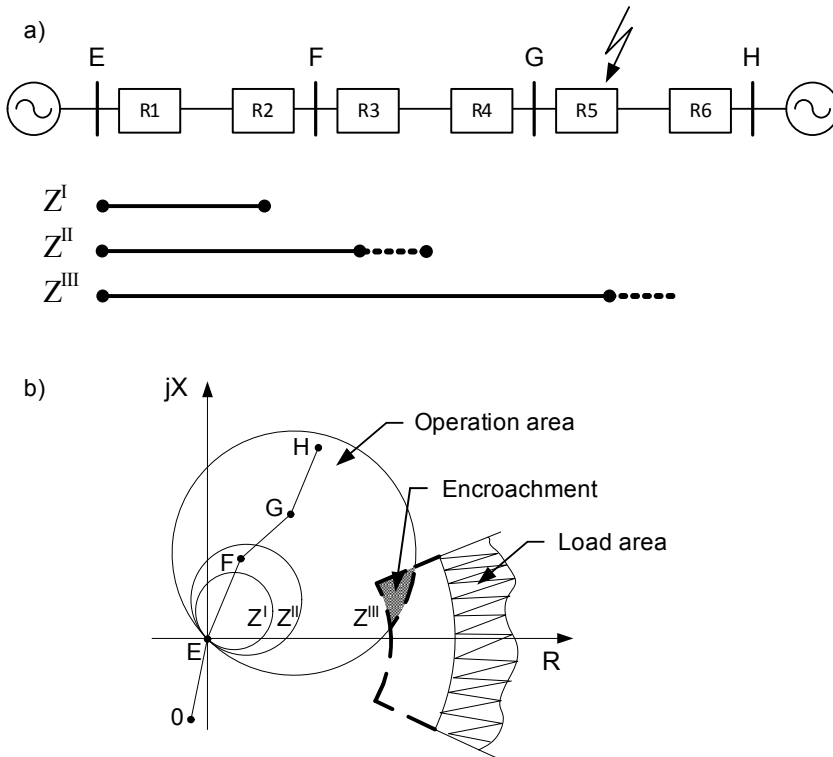 a)
E F G H
R1 R2 R3 R4 R5 R6
Z^I
Z^II
Z^III
b)
jX
Operation area
H
Encroachment
G
Load area
F
Z^I Z^II Z^III
E
R
0